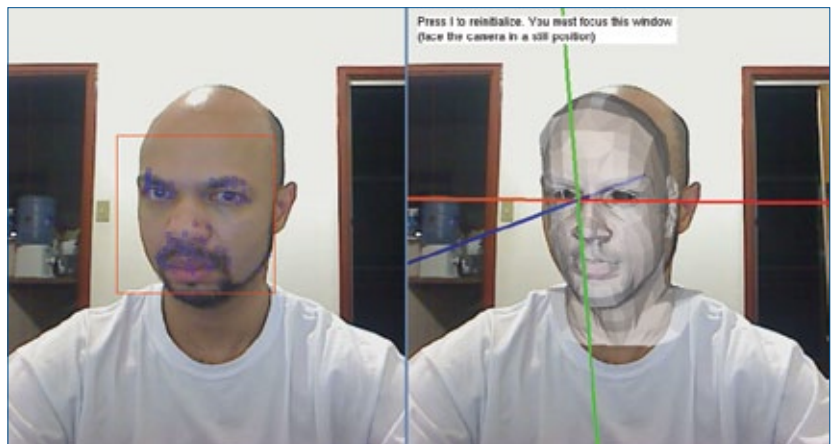 Press I to reinitialize. You must focus this window
(face the camera in a still position)